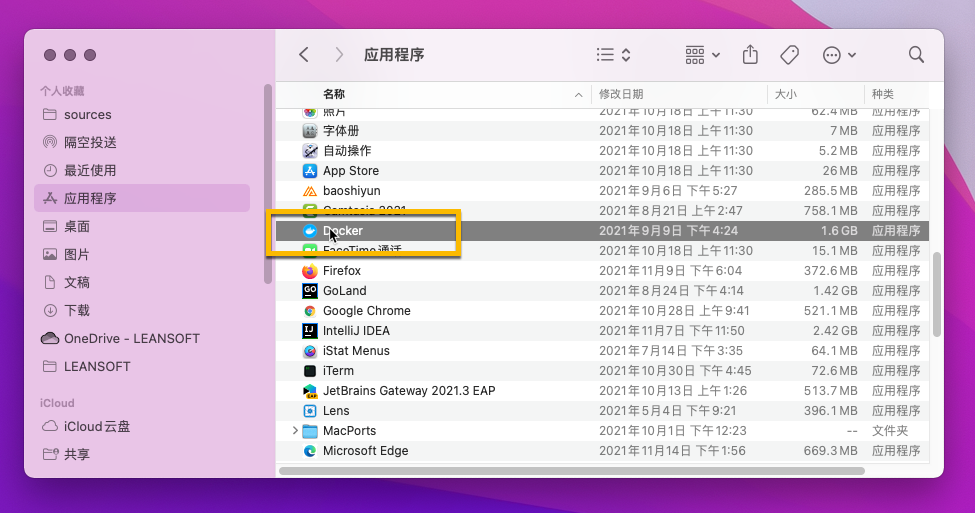 应用程序
个人收藏
sources
隔空投送
最近使用
应用程序
桌面
图片
文稿
下载
OneDrive - LEANSOFT
LEANSOFT
iCloud
iCloud云盘
共享
名称 修改日期 大小 种类
照片 2021年10月18日 上午11:30 62.4 MB 应用程序
字体册 2021年10月18日 上午11:30 7 MB 应用程序
自动操作 2021年10月18日 上午11:30 5.2 MB 应用程序
App Store 2021年10月18日 上午11:30 26 MB 应用程序
baoshiyun 2021年9月6日 下午5:27 285.5 MB 应用程序
Camtasia 2021 2021年8月21日 上午2:47 758.1 MB 应用程序
Docker 2021年9月9日 下午4:24 1.6 GB 应用程序
FaceTime通话 2021年10月18日 上午11:30 15.1 MB 应用程序
Firefox 2021年11月9日 下午6:04 372.6 MB 应用程序
GoLand 2021年8月24日 下午4:14 1.42 GB 应用程序
Google Chrome 2021年10月28日 上午9:41 521.1 MB 应用程序
IntelliJ IDEA 2021年11月7日 下午11:50 2.42 GB 应用程序
iStat Menus 2021年7月14日 下午3:35 64.1 MB 应用程序
iTerm 2021年10月30日 下午4:45 72.6 MB 应用程序
JetBrains Gateway 2021.3 EAP 2021年10月13日 上午1:26 513.7 MB 应用程序
Lens 2021年5月4日 下午9:21 396.1 MB 应用程序
MacPorts 2021年10月1日 下午12:23 -- 文件夹
Microsoft Edge 2021年11月14日 下午1:56 669.3 MB 应用程序